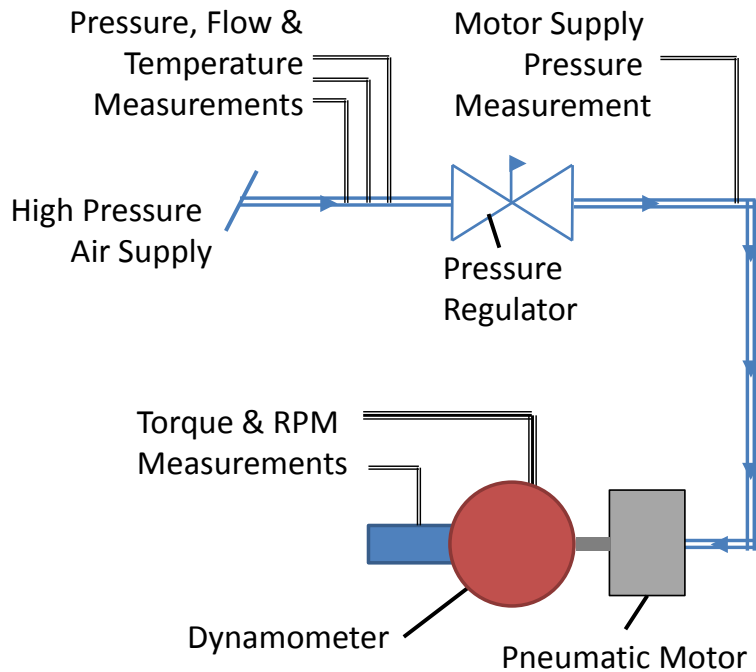 Pressure, Flow &
Temperature
Measurements
Motor Supply
Pressure
Measurement
High Pressure
Air Supply
Pressure
Regulator
Torque & RPM
Measurements
Dynamometer
Pneumatic Motor